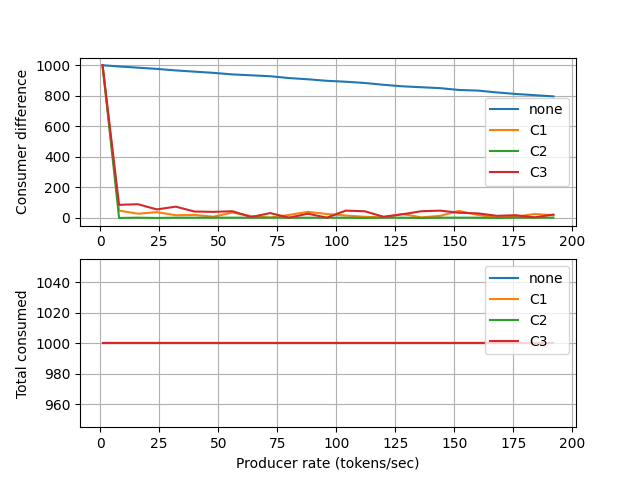 Consumer difference
1000
800
600
400
200
0
none
C1
C2
C3
0 25 50 75 100 125 150 175 200
Total consumed
1040
1020
1000
980
960
none
C1
C2
C3
0 25 50 75 100 125 150 175 200
Producer rate (tokens/sec)